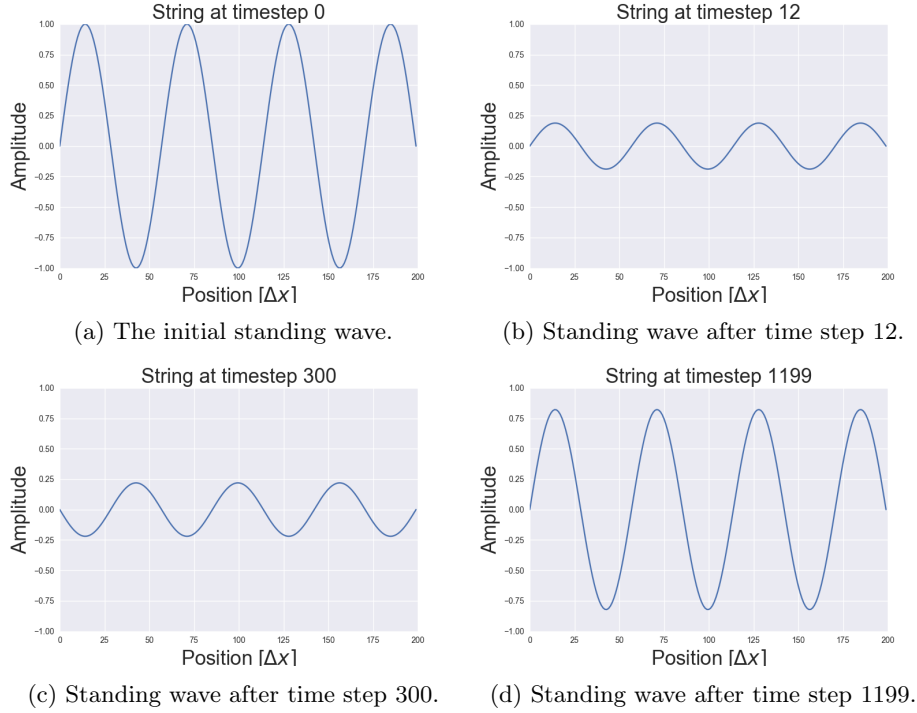 String at timestep 0
1.00
0.75
0.50
0.25
0.00
−0.25
−0.50
−0.75
−1.00
Amplitude
0 25 50 75 100 125 150 175 200
Position [Δx]
(a) The initial standing wave.
String at timestep 12
1.00
0.75
0.50
0.25
0.00
−0.25
−0.50
−0.75
−1.00
Amplitude
0 25 50 75 100 125 150 175 200
Position [Δx]
(b) Standing wave after time step 12.
String at timestep 300
1.00
0.75
0.50
0.25
0.00
−0.25
−0.50
−0.75
−1.00
Amplitude
0 25 50 75 100 125 150 175 200
Position [Δx]
(c) Standing wave after time step 300.
String at timestep 1199
1.00
0.75
0.50
0.25
0.00
−0.25
−0.50
−0.75
−1.00
Amplitude
0 25 50 75 100 125 150 175 200
Position [Δx]
(d) Standing wave after time step 1199.